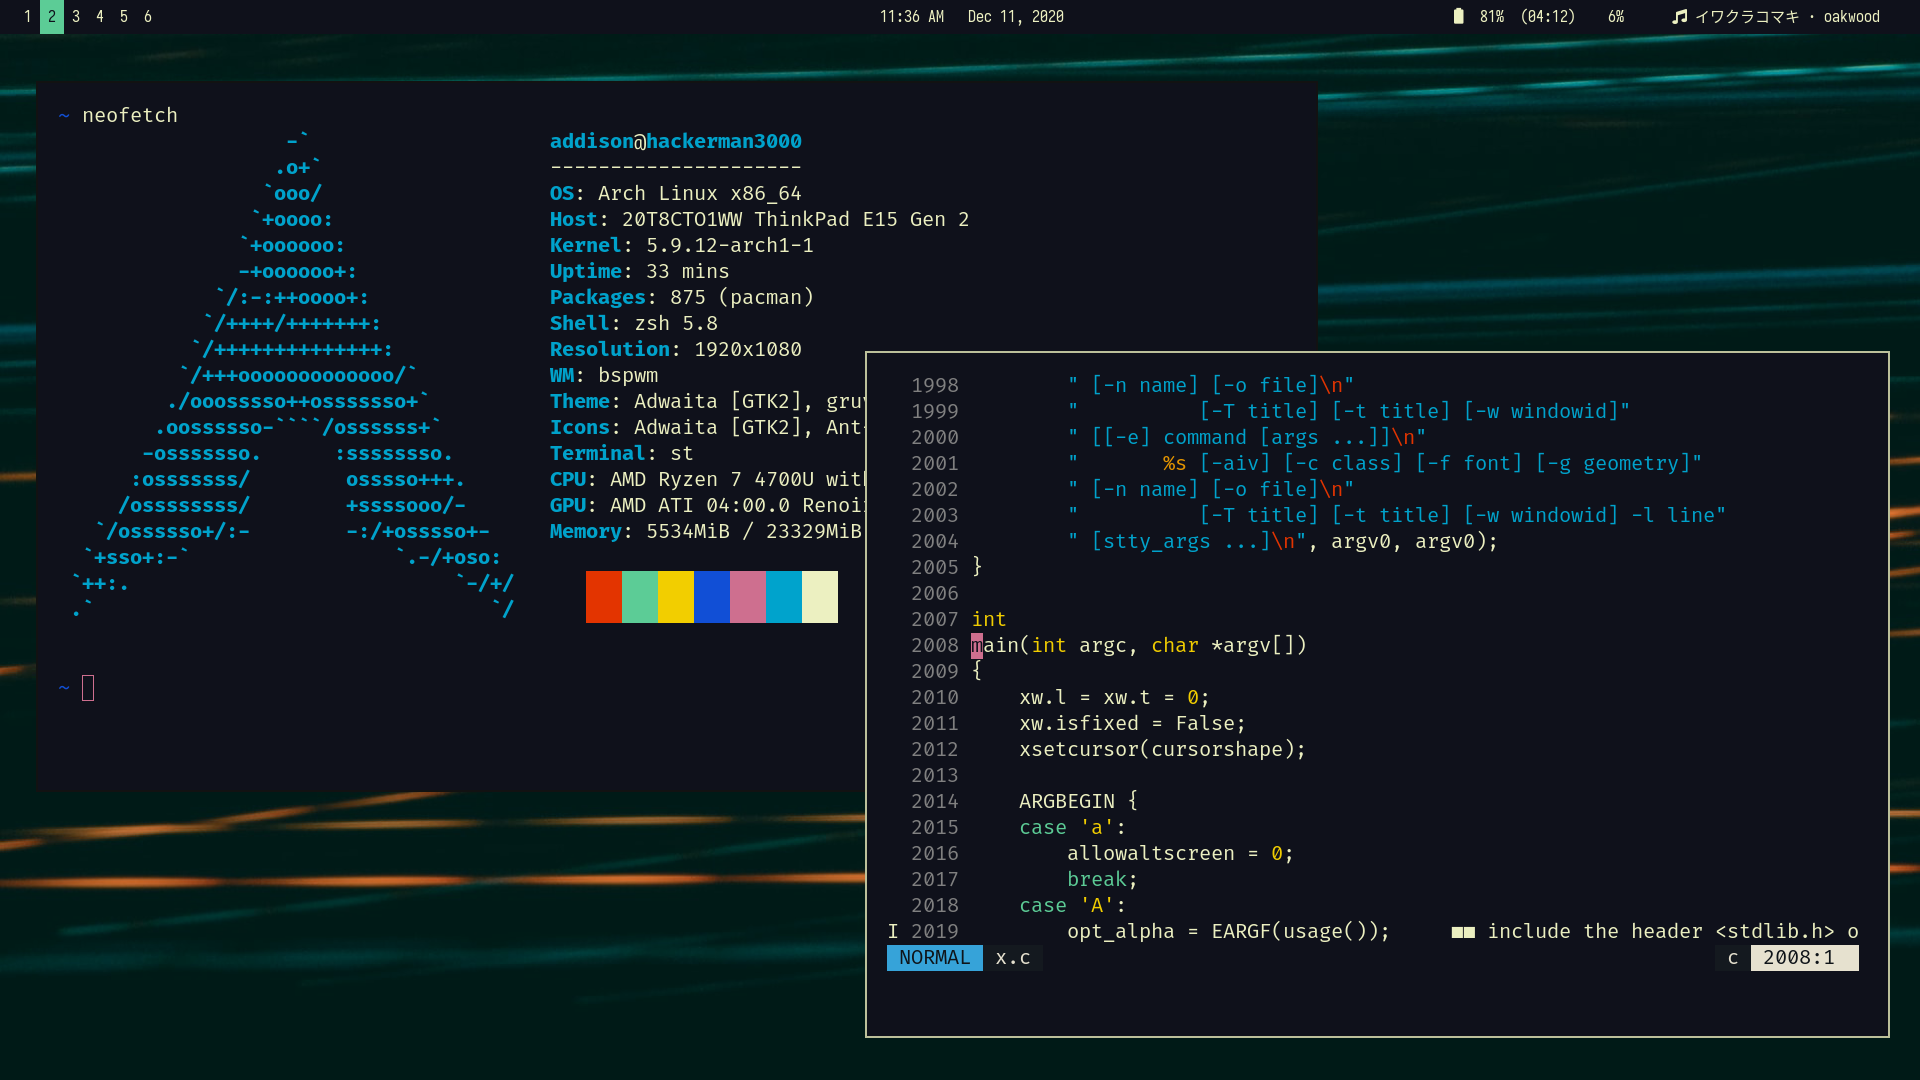 1 2 3 4 5 6
11:36 AM Dec 11, 2020
81% (04:12) 6% イワクラコマキ · oakwood
~ neofetch
-`
.o+`
`ooo/
`+oooo:
`+oooooo:
-+oooooo+:
`/:-:++oooo+:
`/++++/+++++++:
`/++++++++++++++:
`/+++ooooooooooooo/`
./ooosssso++osssssso+`
.oossssso-````/ossssss+`
-osssssso. :ssssssso.
:osssssss/ osssso+++.
/ossssssss/ +ssssooo/-
`/ossssso+/:- -:/+osssso+-
`+sso+:-` `.-/+oso:
`++:. `-/+/
.` `/
addison@hackerman3000
---------------------
OS: Arch Linux x86_64
Host: 20T8CTO1WW ThinkPad E15 Gen 2
Kernel: 5.9.12-arch1-1
Uptime: 33 mins
Packages: 875 (pacman)
Shell: zsh 5.8
Resolution: 1920x1080
WM: bspwm
Theme: Adwaita [GTK2], gruv
Icons: Adwaita [GTK2], Ant-
Terminal: st
CPU: AMD Ryzen 7 4700U with
GPU: AMD ATI 04:00.0 Renoir
Memory: 5534MiB / 23329MiB
~
1998 " [-n name] [-o file]\n"
1999 " [-T title] [-t title] [-w windowid]"
2000 " [[-e] command [args ...]]\n"
2001 " %s [-aiv] [-c class] [-f font] [-g geometry]"
2002 " [-n name] [-o file]\n"
2003 " [-T title] [-t title] [-w windowid] -l line"
2004 " [stty_args ...]\n", argv0, argv0);
2005 }
2006
2007 int
2008 main(int argc, char *argv[])
2009 {
2010 xw.l = xw.t = 0;
2011 xw.isfixed = False;
2012 xsetcursor(cursorshape);
2013
2014 ARGBEGIN {
2015 case 'a':
2016 allowaltscreen = 0;
2017 break;
2018 case 'A':
I 2019 opt_alpha = EARGF(usage()); ■■ include the header <stdlib.h> o
NORMAL x.c c 2008:1